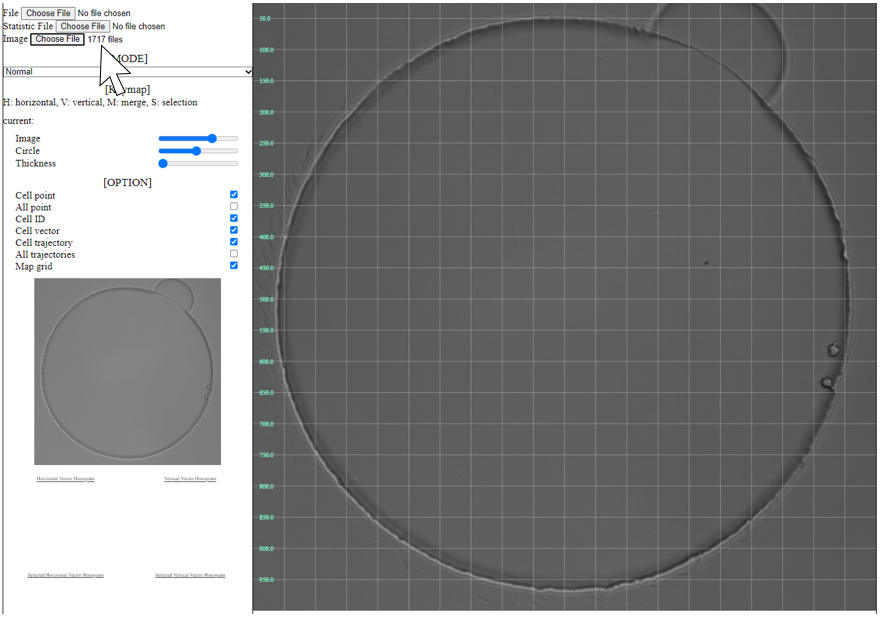 File Choose File No file chosen
Statistic File Choose File No file chosen
Image Choose File 1717 files
MODE]
Normal
H: horizontal, V: vertical, M: merge, S: selection
current:
Image
Circle
Thickness
[OPTION]
Cell point
All point
Cell ID
Cell vector
Cell trajectory
All trajectories
Map grid
Horizontal Vector Histogram Vertical Vector Histogram
Selected Horizontal Vector Histogram Selected Vertical Vector Histogram
50.0
100.0
150.0
200.0
250.0
300.0
350.0
400.0
450.0
500.0
550.0
600.0
650.0
700.0
750.0
800.0
850.0
900.0
950.0